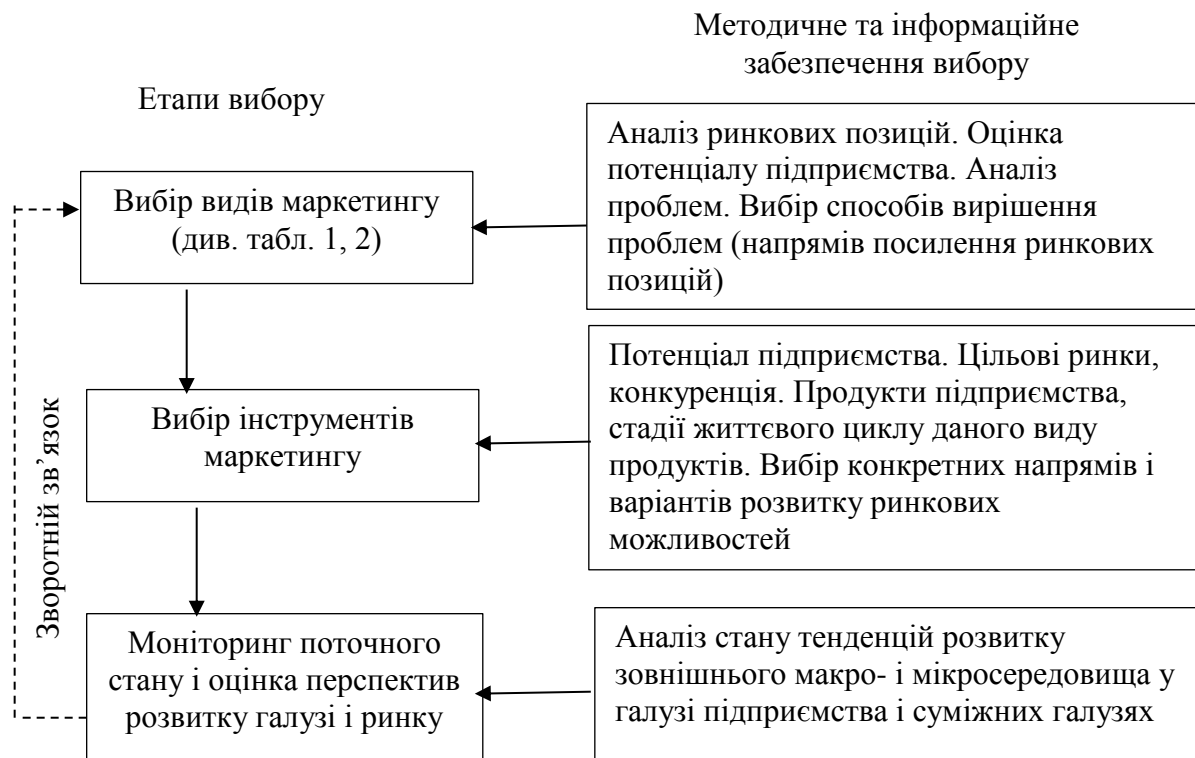 Методичне та інформаційне
забезпечення вибору
Етапи вибору
Аналіз ринкових позицій. Оцінка
потенціалу підприємства. Аналіз
проблем. Вибір способів вирішення
проблем (напрямів посилення ринкових
позицій)
Вибір видів маркетингу
(див. табл. 1, 2)
Потенціал підприємства. Цільові ринки,
конкуренція. Продукти підприємства,
стадії життєвого циклу даного виду
продуктів. Вибір конкретних напрямів і
варіантів розвитку ринкових
можливостей
Вибір інструментів
маркетингу
Зворотній зв’язок
Моніторинг поточного
стану і оцінка перспектив
розвитку галузі і ринку
Аналіз стану тенденцій розвитку
зовнішнього макро- і мікросередовища у
галузі підприємства і суміжних галузях